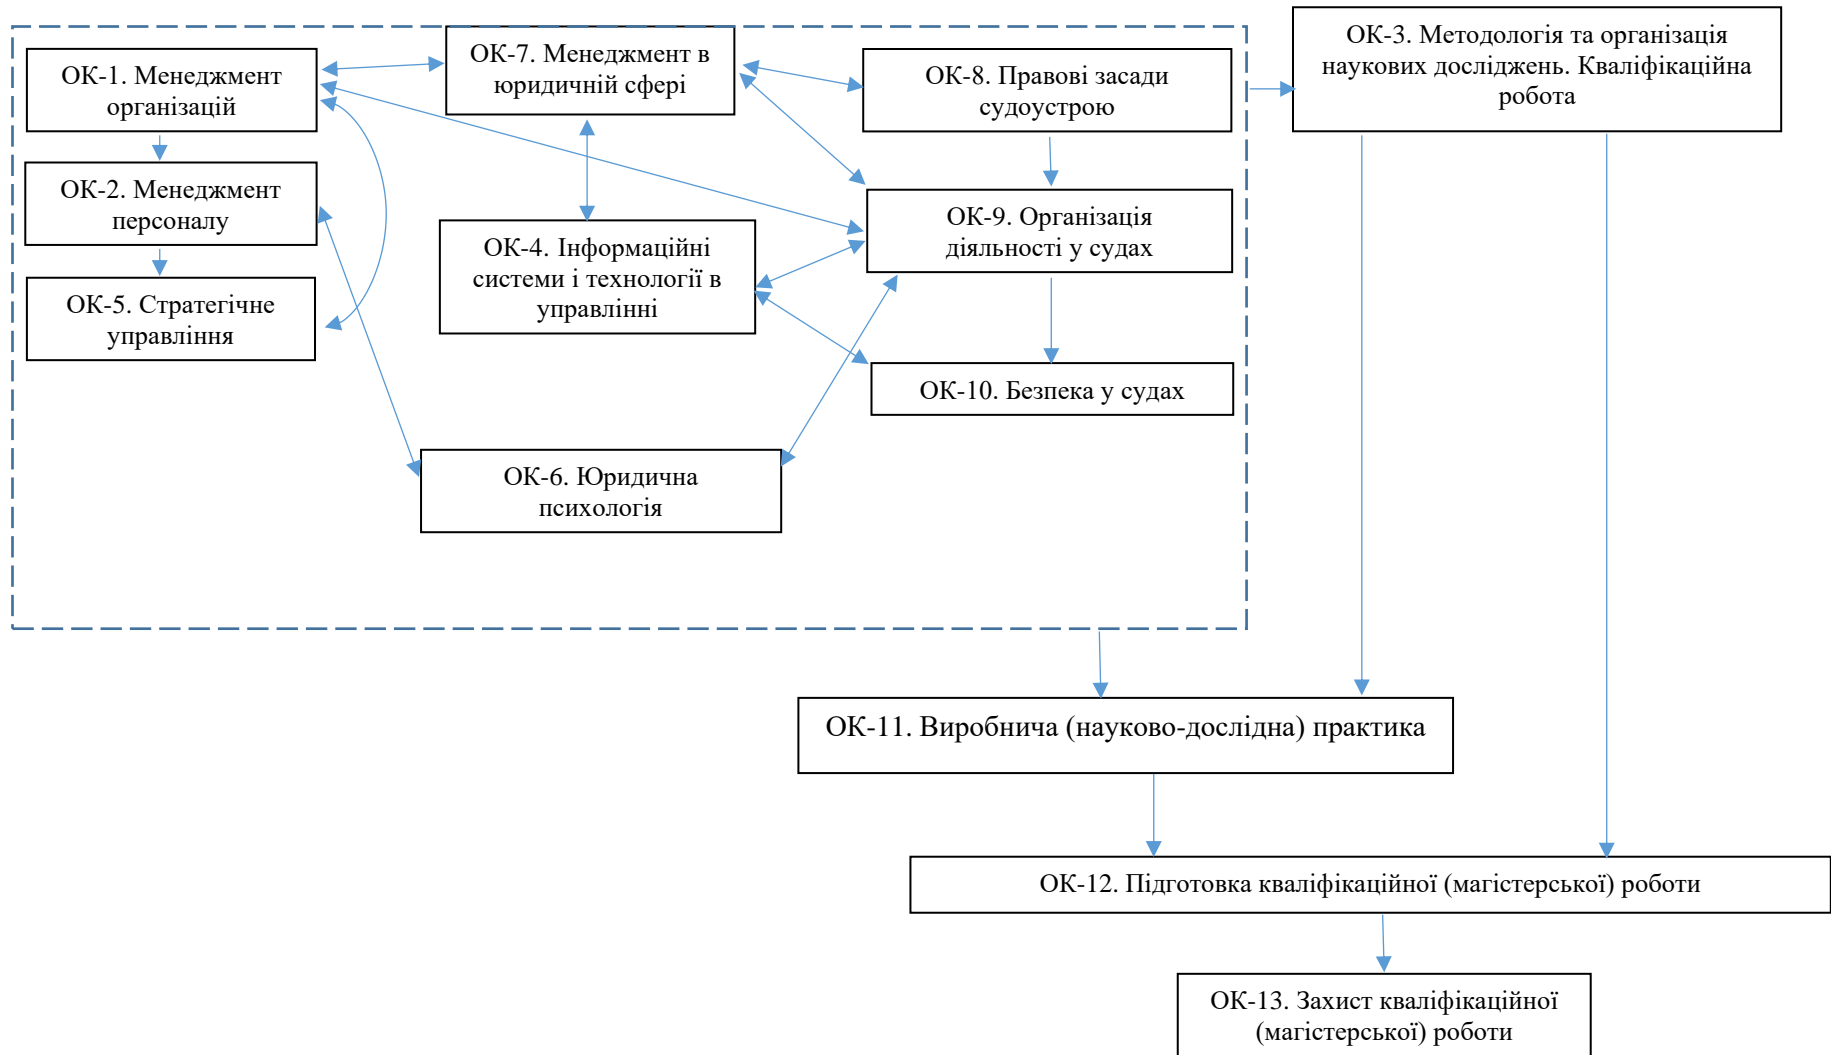 ОК-1. Менеджмент
організацій
ОК-7. Менеджмент в
юридичній сфері
ОК-8. Правові засади
судоустрою
ОК-3. Методологія та організація
наукових досліджень. Кваліфікаційна
робота
ОК-2. Менеджмент
персоналу
ОК-4. Інформаційні
системи і технології в
управлінні
ОК-9. Організація
діяльності у судах
ОК-5. Стратегічне
управління
ОК-10. Безпека у судах
ОК-6. Юридична
психологія
ОК-11. Виробнича (науково-дослідна) практика
ОК-12. Підготовка кваліфікаційної (магістерської) роботи
ОК-13. Захист кваліфікаційної
(магістерської) роботи